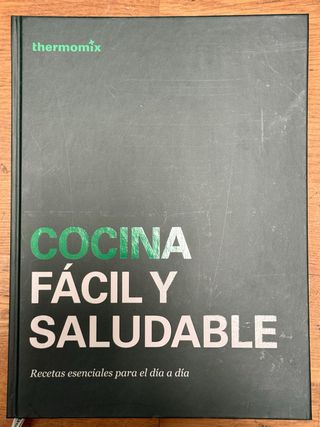 thermomix
COCINA
FÁCIL Y
SALUDABLE
Recetas esenciales para el día a día